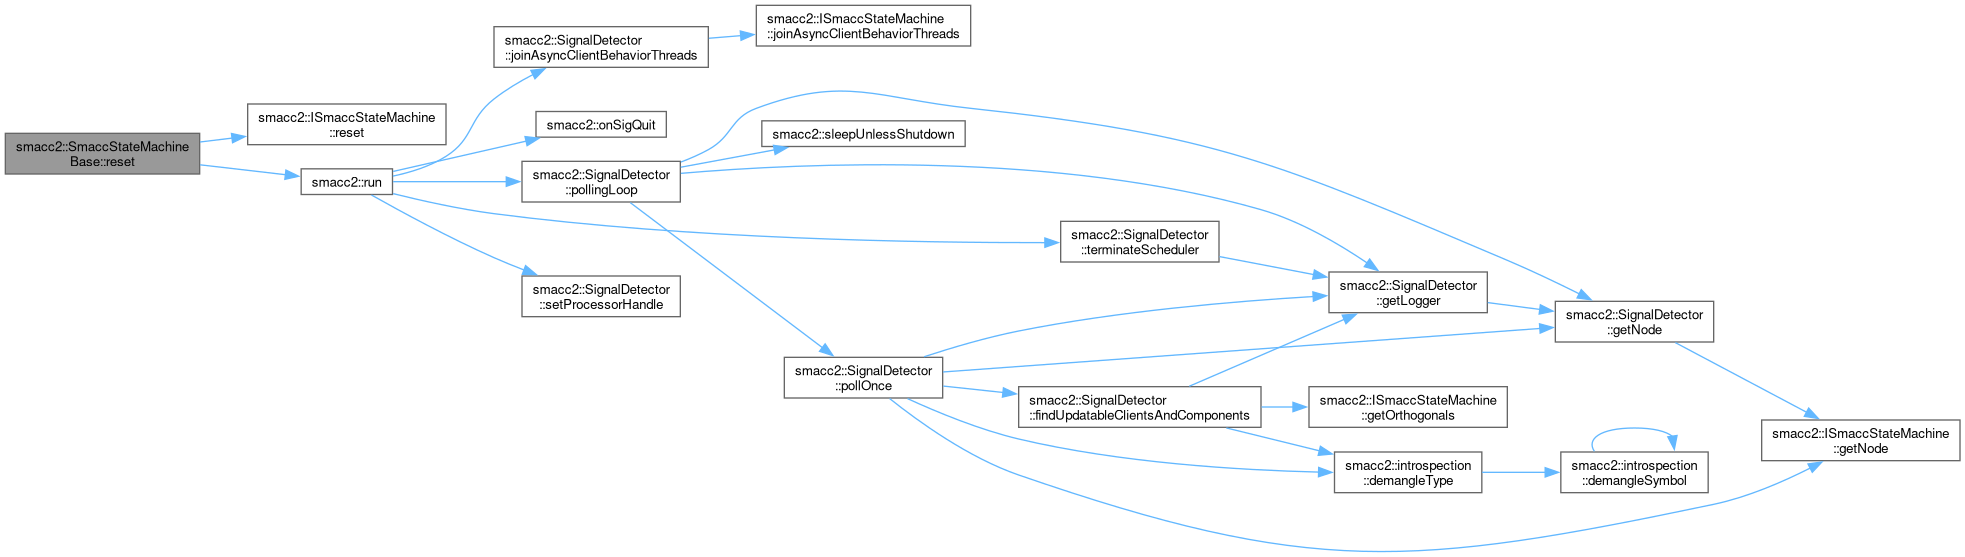 smacc2::SmaccStateMachine
Base::reset
smacc2::ISmaccStateMachine
::reset
smacc2::run
smacc2::SignalDetector
::joinAsyncClientBehaviorThreads
smacc2::ISmaccStateMachine
::joinAsyncClientBehaviorThreads
smacc2::onSigQuit
smacc2::SignalDetector
::pollingLoop
smacc2::sleepUnlessShutdown
smacc2::SignalDetector
::terminateScheduler
smacc2::SignalDetector
::setProcessorHandle
smacc2::SignalDetector
::getLogger
smacc2::SignalDetector
::getNode
smacc2::SignalDetector
::pollOnce
smacc2::SignalDetector
::findUpdatableClientsAndComponents
smacc2::ISmaccStateMachine
::getOrthogonals
smacc2::ISmaccStateMachine
::getNode
smacc2::introspection
::demangleType
smacc2::introspection
::demangleSymbol